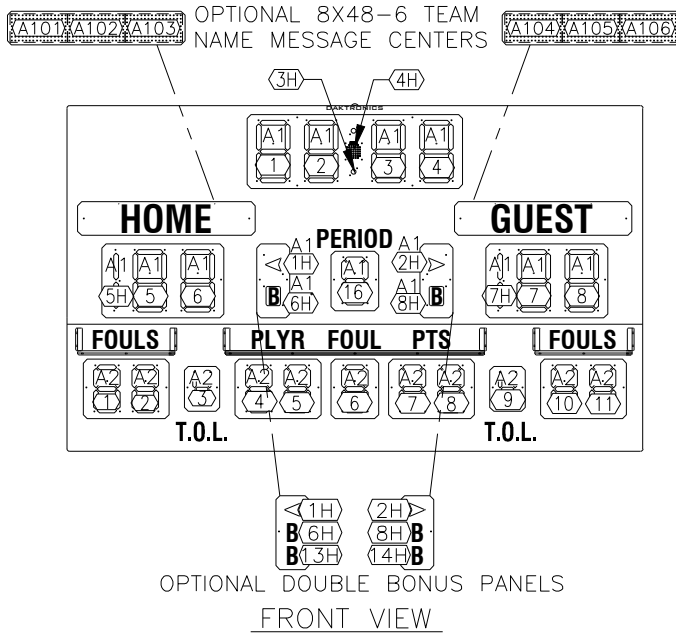 OPTIONAL 8X48-6 TEAM
NAME MESSAGE CENTERS
A101 A102 A103
A104 A105 A106
3H 4H
DAKTRONICS
A1 A1 A1 A1
1 2 3 4
HOME GUEST
PERIOD
A1 A1
1H 2H
A1 A1 A1 A1 A1 A1 A1
5H 5 6 16 7H 7 8
A1 A1
B 6H 8H B
FOULS PLYR FOUL PTS FOULS
A2 A2 A2 A2 A2 A2 A2 A2 A2 A2 A2
1 2 3 4 5 6 7 8 9 10 11
T.O.L. T.O.L.
1H 2H
B 6H 8H B
B 13H 14H B
OPTIONAL DOUBLE BONUS PANELS
FRONT VIEW